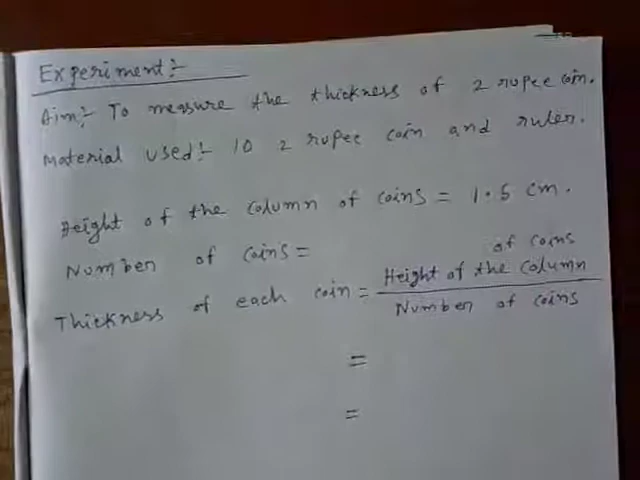 Experiment:-
Aim:- To measure the thickness of 2 rupee coin.
Material used:- 10 2 rupee coin and ruler.
Height of the column of coins = 1.5 cm.
Number of coins =
Thickness of each coin = Height of the column of coins / Number of coins
=
=